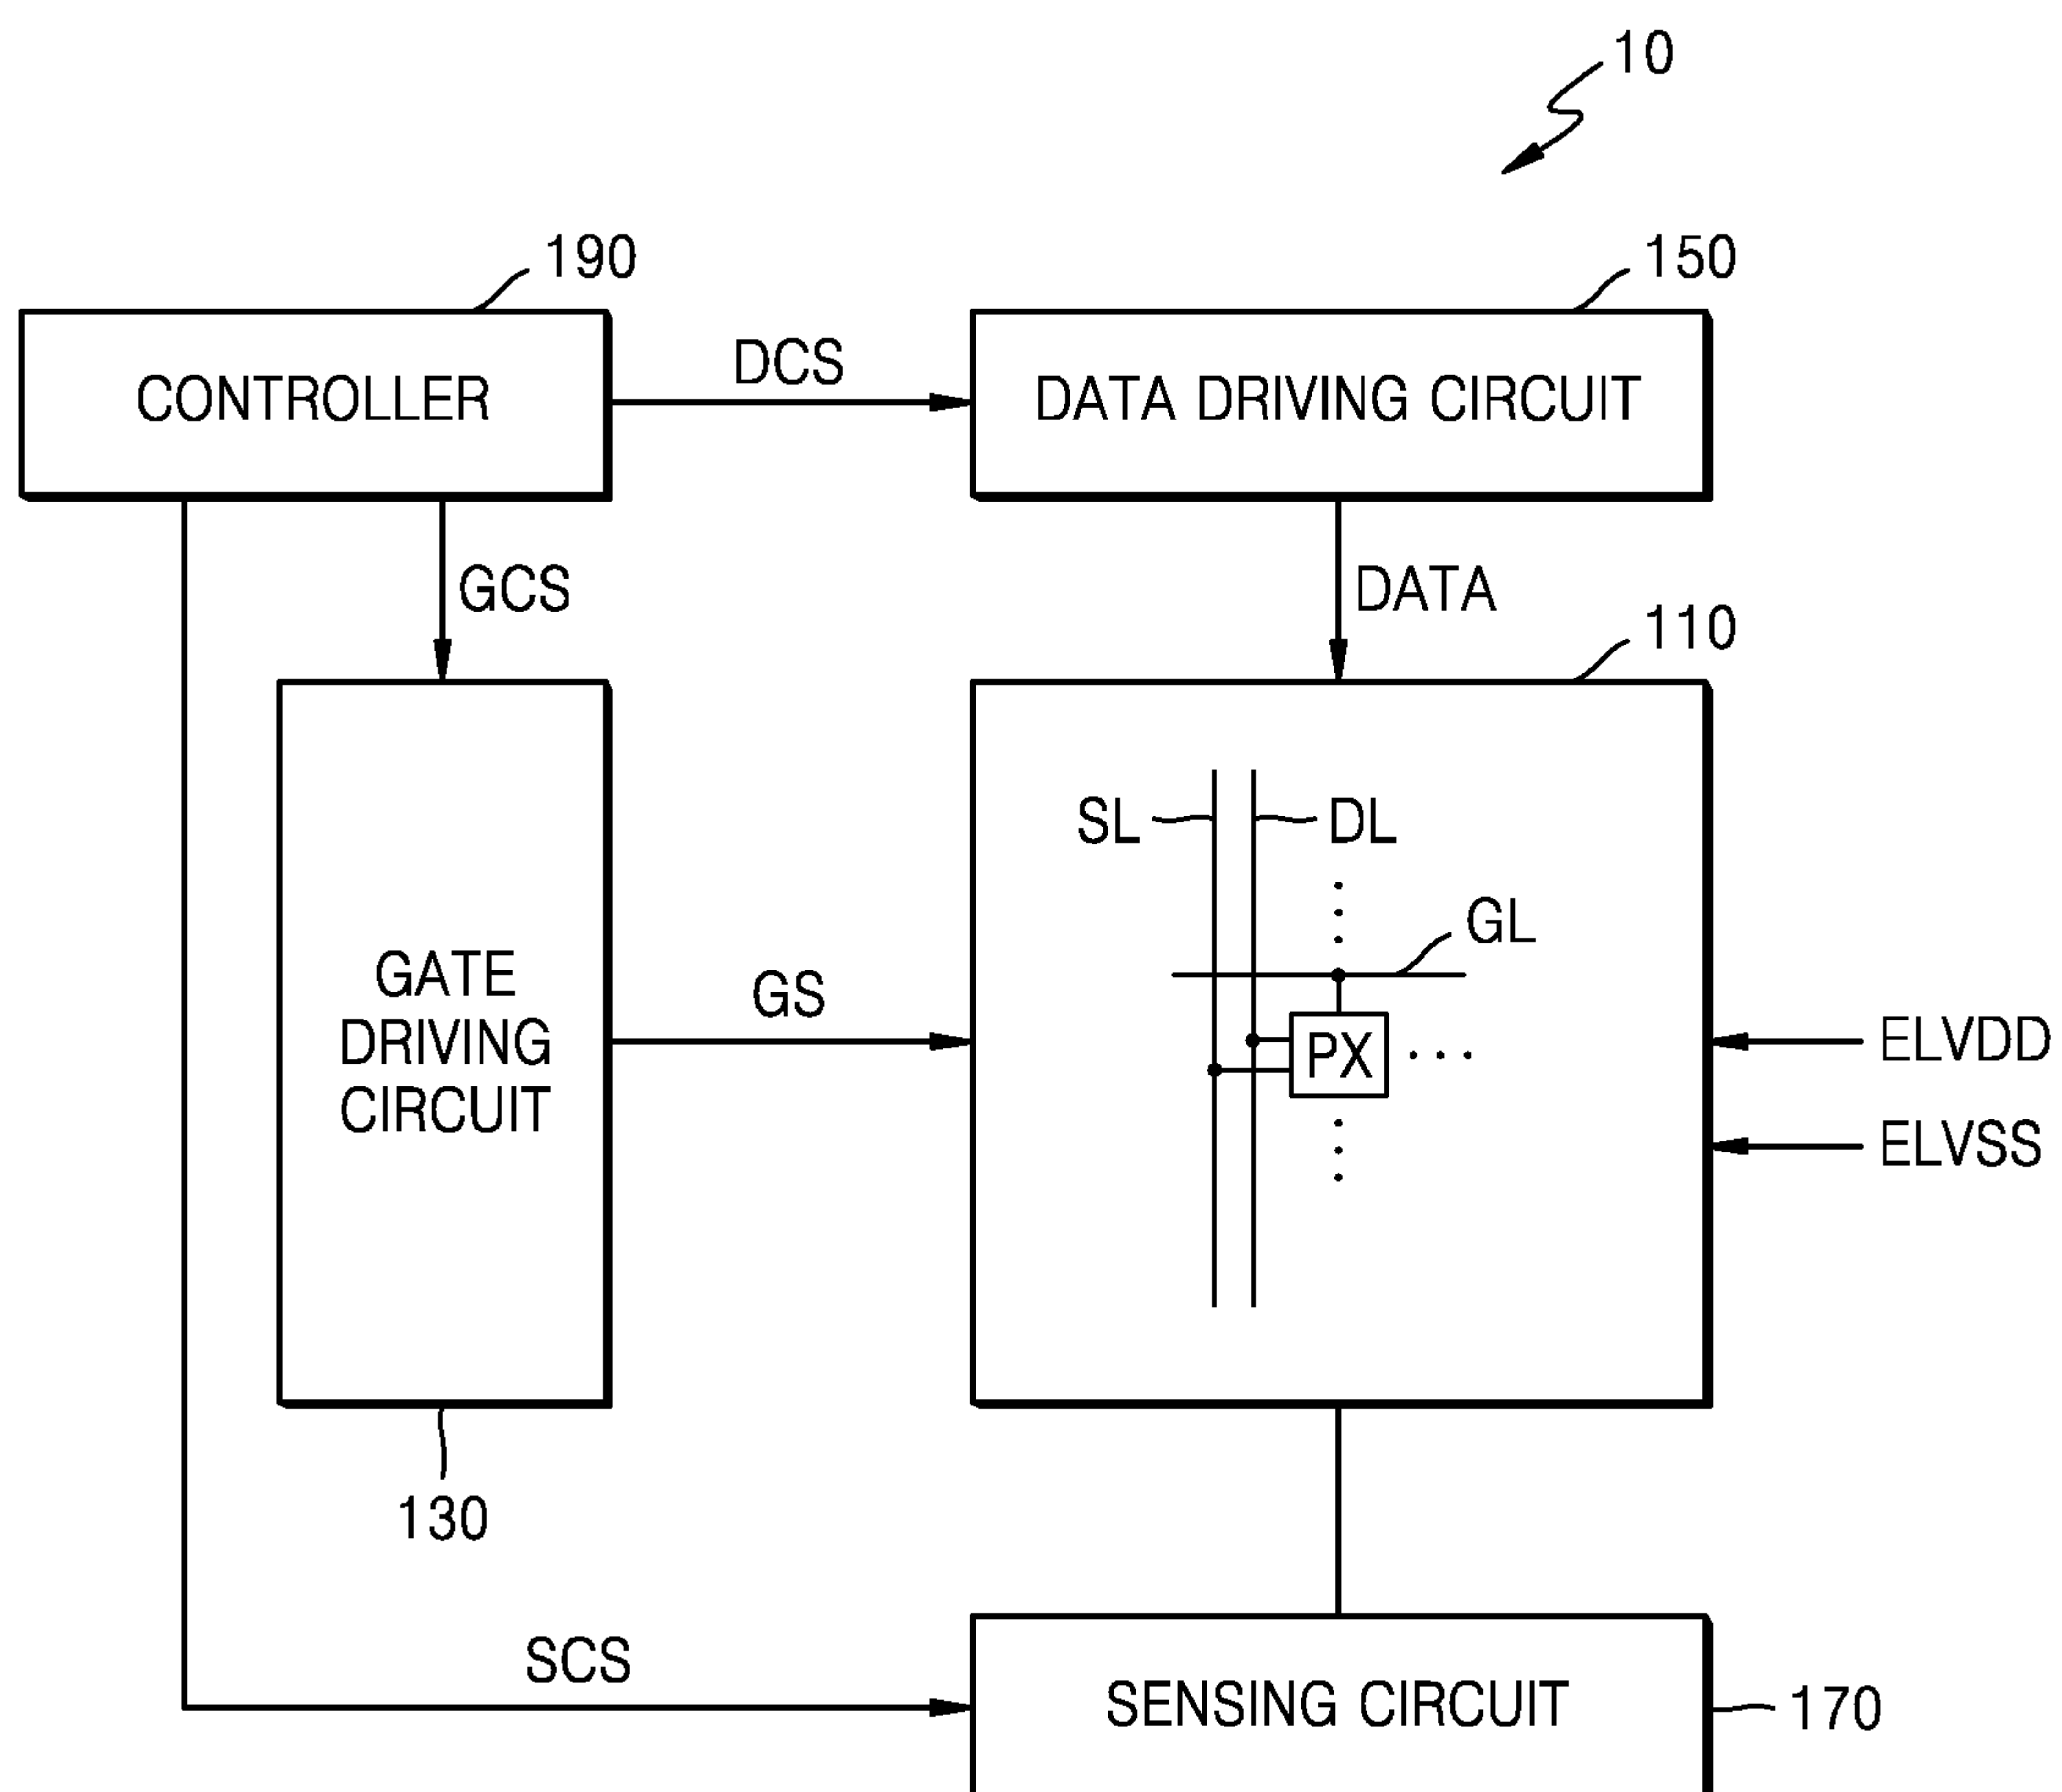 10
190
150
CONTROLLER
DCS
DATA DRIVING CIRCUIT
GCS
DATA
110
SL
DL
GL
GATE
DRIVING
CIRCUIT
GS
PX
ELVDD
ELVSS
130
SCS
SENSING CIRCUIT
170